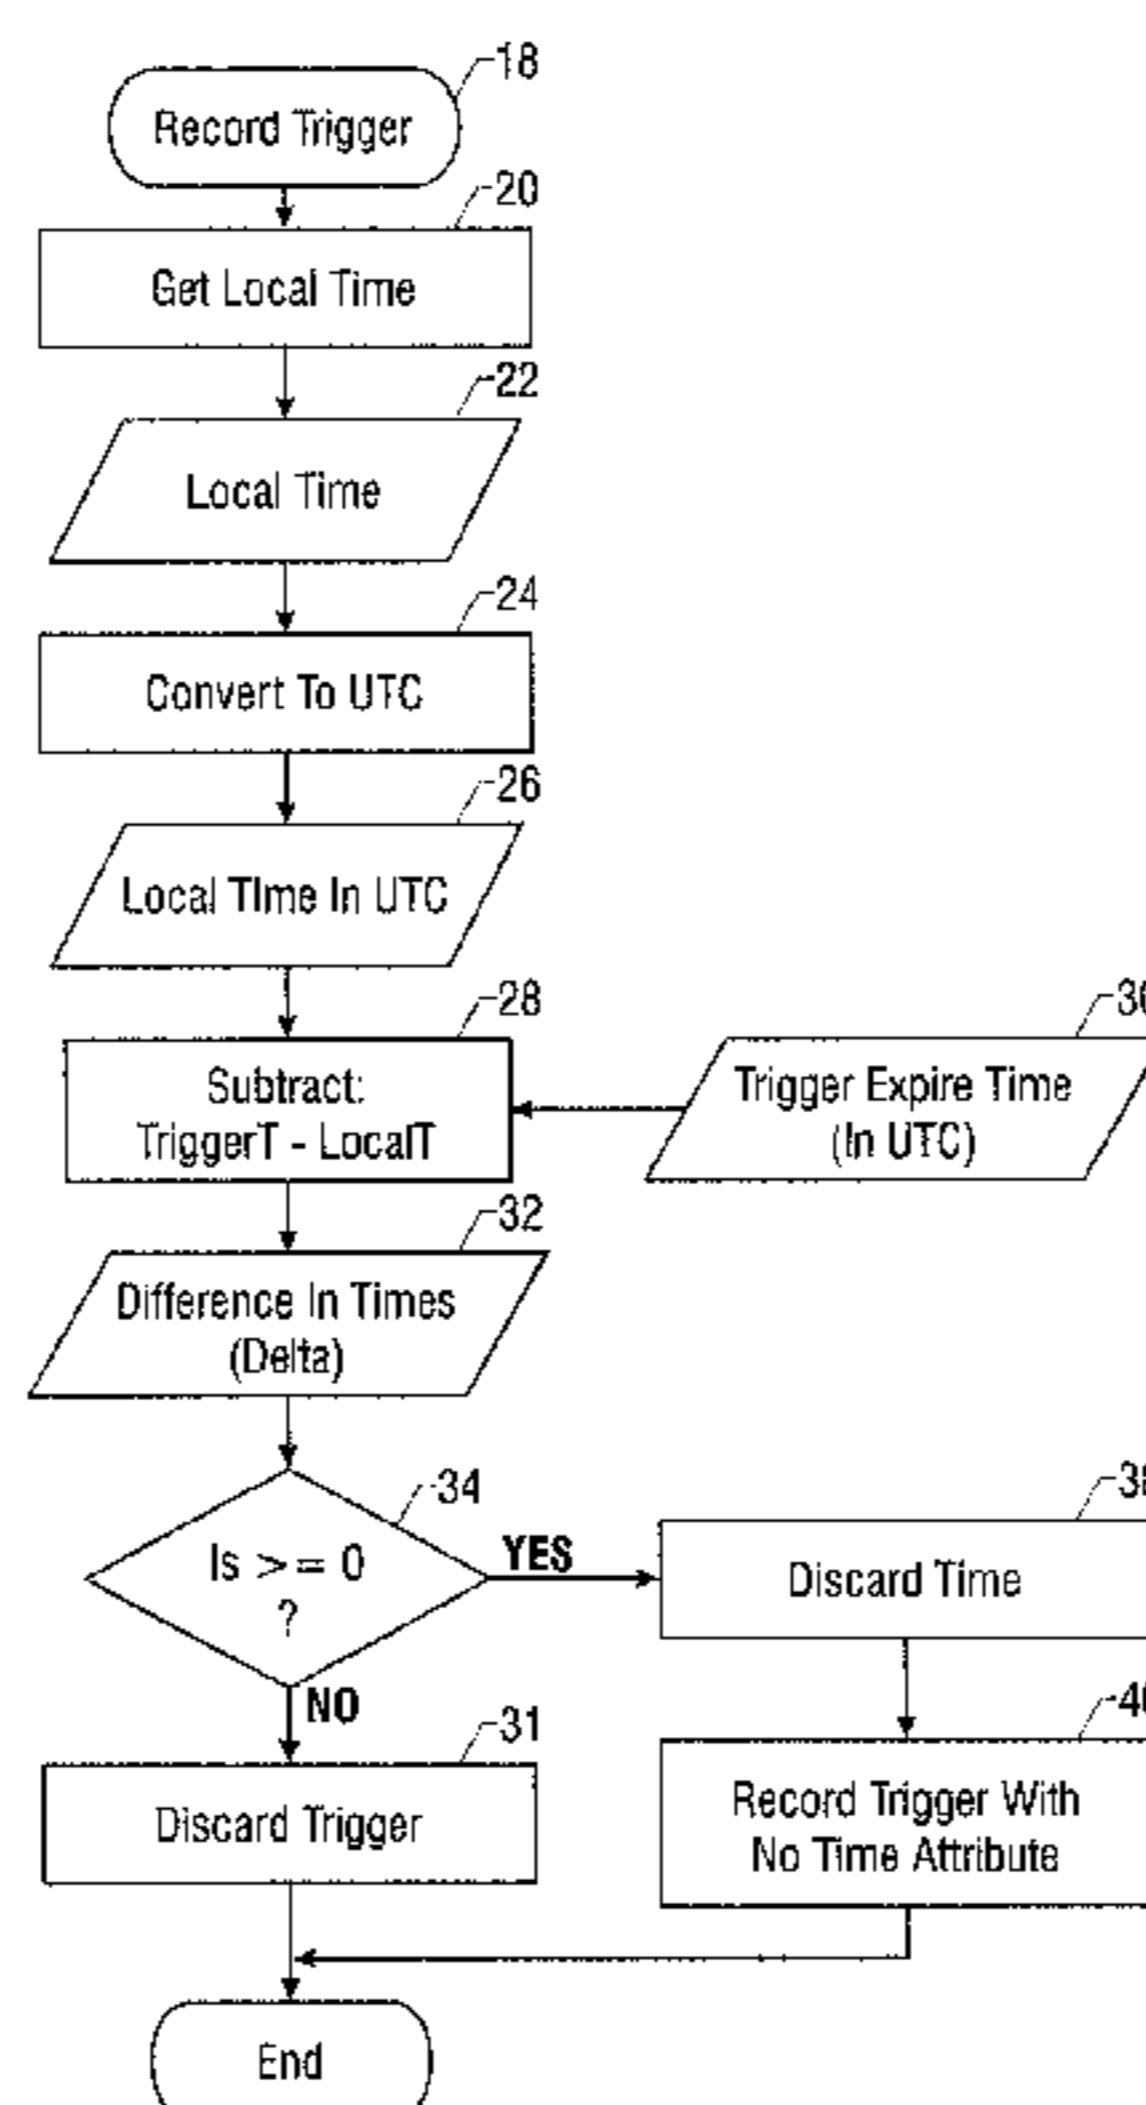 18
Record Trigger
20
Get Local Time
22
Local Time
24
Convert To UTC
26
Local TIme In UTC
28
Subtract:
TriggerT - LocalT
Trigger Expire Time
(In UTC)
32
Difference In Times
(Delta)
34
Is >= 0
?
YES
Discard Time
NO
31
Discard Trigger
Record Trigger With
No Time Attribute
End